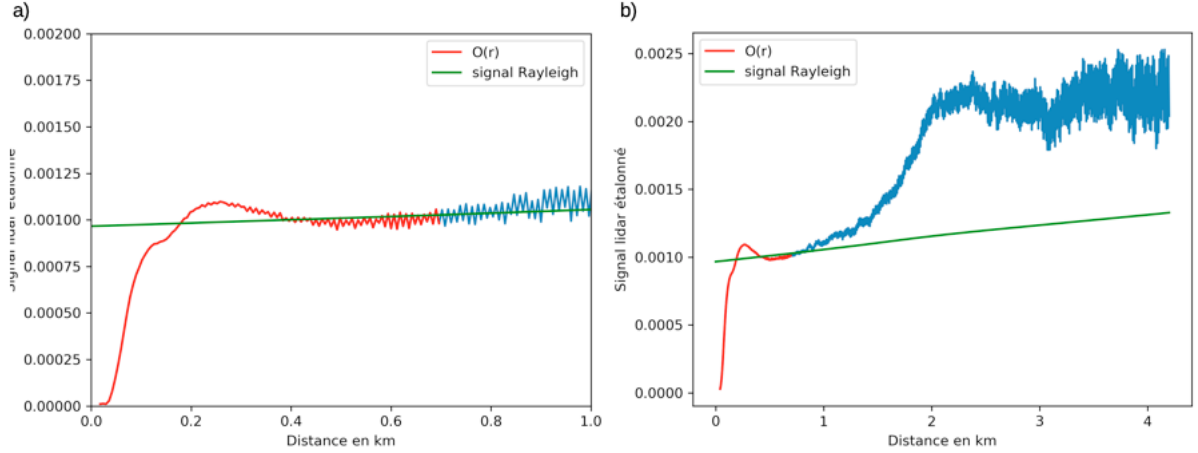 a)
0.00200
0.00175
0.00150
0.00125
0.00100
0.00075
0.00050
0.00025
0.00000
lidar étalonné
O(r)
signal Rayleigh
0.0
0.2
0.4
0.6
0.8
1.0
Distance en km
b)
0.0025
0.0020
0.0015
0.0010
0.0005
0.0000
Signal lidar étalonné
O(r)
signal Rayleigh
0
1
2
3
4
Distance en km